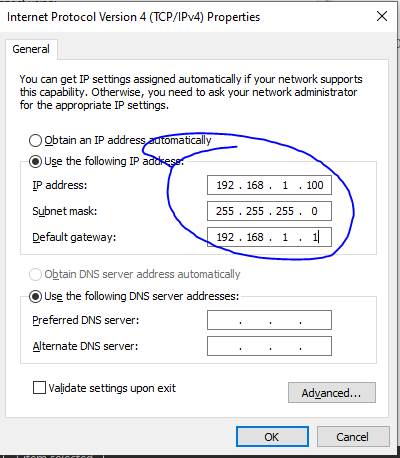 Internet Protocol Version 4 (TCP/IPv4) Properties
General
You can get IP settings assigned automatically if your network supports
this capability. Otherwise, you need to ask your network administrator
for the appropriate IP settings.
Obtain an IP address automatically
Use the following IP address:
IP address: 192 . 168 . 1 . 100
Subnet mask: 255 . 255 . 255 . 0
Default gateway: 192 . 168 . 1 . 1
Obtain DNS server address automatically
Use the following DNS server addresses:
Preferred DNS server: . . .
Alternate DNS server: . . .
Validate settings upon exit
Advanced...
OK Cancel
1 item selected